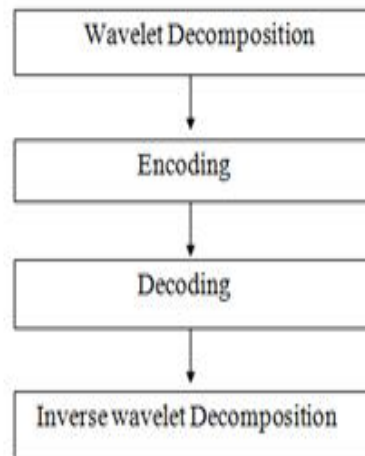 Wavelet Decomposition
Encoding
Decoding
Inverse wavelet Decomposition